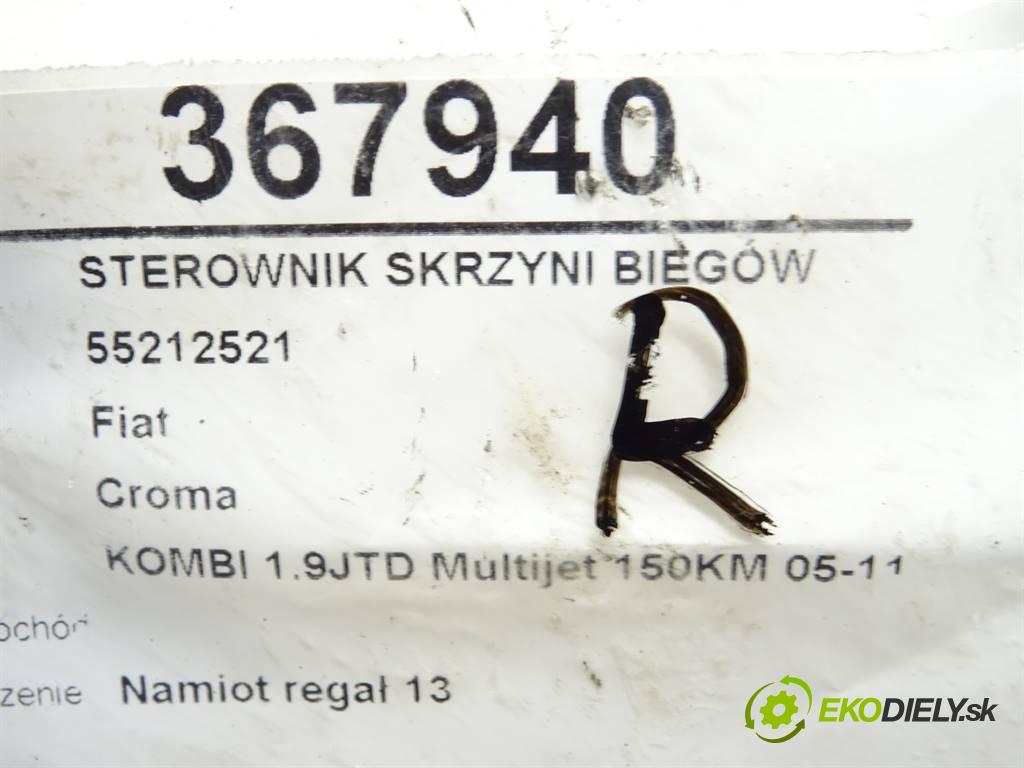 367940
STEROWNIK SKRZYNI BIEGÓW
55212521
R
Fiat
Croma
KOMBI 1.9JTD Multijet 150KM 05-11
ochód
zenie Namiot regał 13
EKODIELY.sk